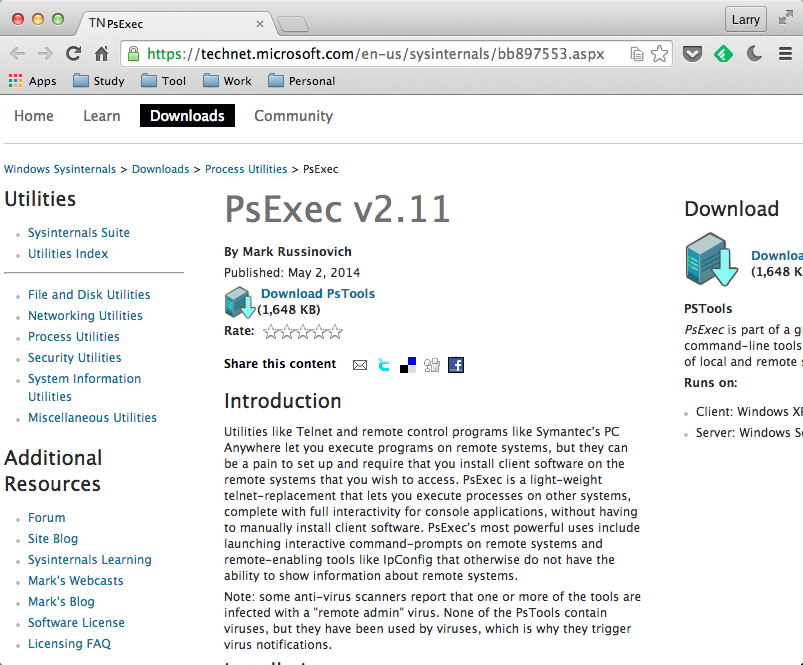 TN PsExec
Larry
https://technet.microsoft.com/en-us/sysinternals/bb897553.aspx
Apps Study Tool Work Personal
Home Learn Downloads Community
Windows Sysinternals > Downloads > Process Utilities > PsExec
Utilities
Sysinternals Suite
Utilities Index
File and Disk Utilities
Networking Utilities
Process Utilities
Security Utilities
System Information
Utilities
Miscellaneous Utilities
Additional
Resources
Forum
Site Blog
Sysinternals Learning
Mark's Webcasts
Mark's Blog
Software License
Licensing FAQ
PsExec v2.11
By Mark Russinovich
Published: May 2, 2014
Download PsTools
(1,648 KB)
Rate:
Share this content
Introduction
Utilities like Telnet and remote control programs like Symantec's PC
Anywhere let you execute programs on remote systems, but they can
be a pain to set up and require that you install client software on the
remote systems that you wish to access. PsExec is a light-weight
telnet-replacement that lets you execute processes on other systems,
complete with full interactivity for console applications, without having
to manually install client software. PsExec's most powerful uses include
launching interactive command-prompts on remote systems and
remote-enabling tools like IpConfig that otherwise do not have the
ability to show information about remote systems.
Note: some anti-virus scanners report that one or more of the tools are
infected with a "remote admin" virus. None of the PsTools contain
viruses, but they have been used by viruses, which is why they trigger
virus notifications.
Download
(1,648 K
PSTools
PsExec is part of a g
command-line tools
of local and remote s
Runs on:
Client: Windows XP
Server: Windows Se